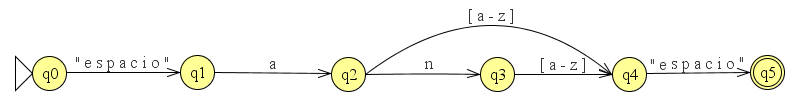 [a-z]
"espacio" a n [a-z] "espacio"
q0 q1 q2 q3 q4 q5